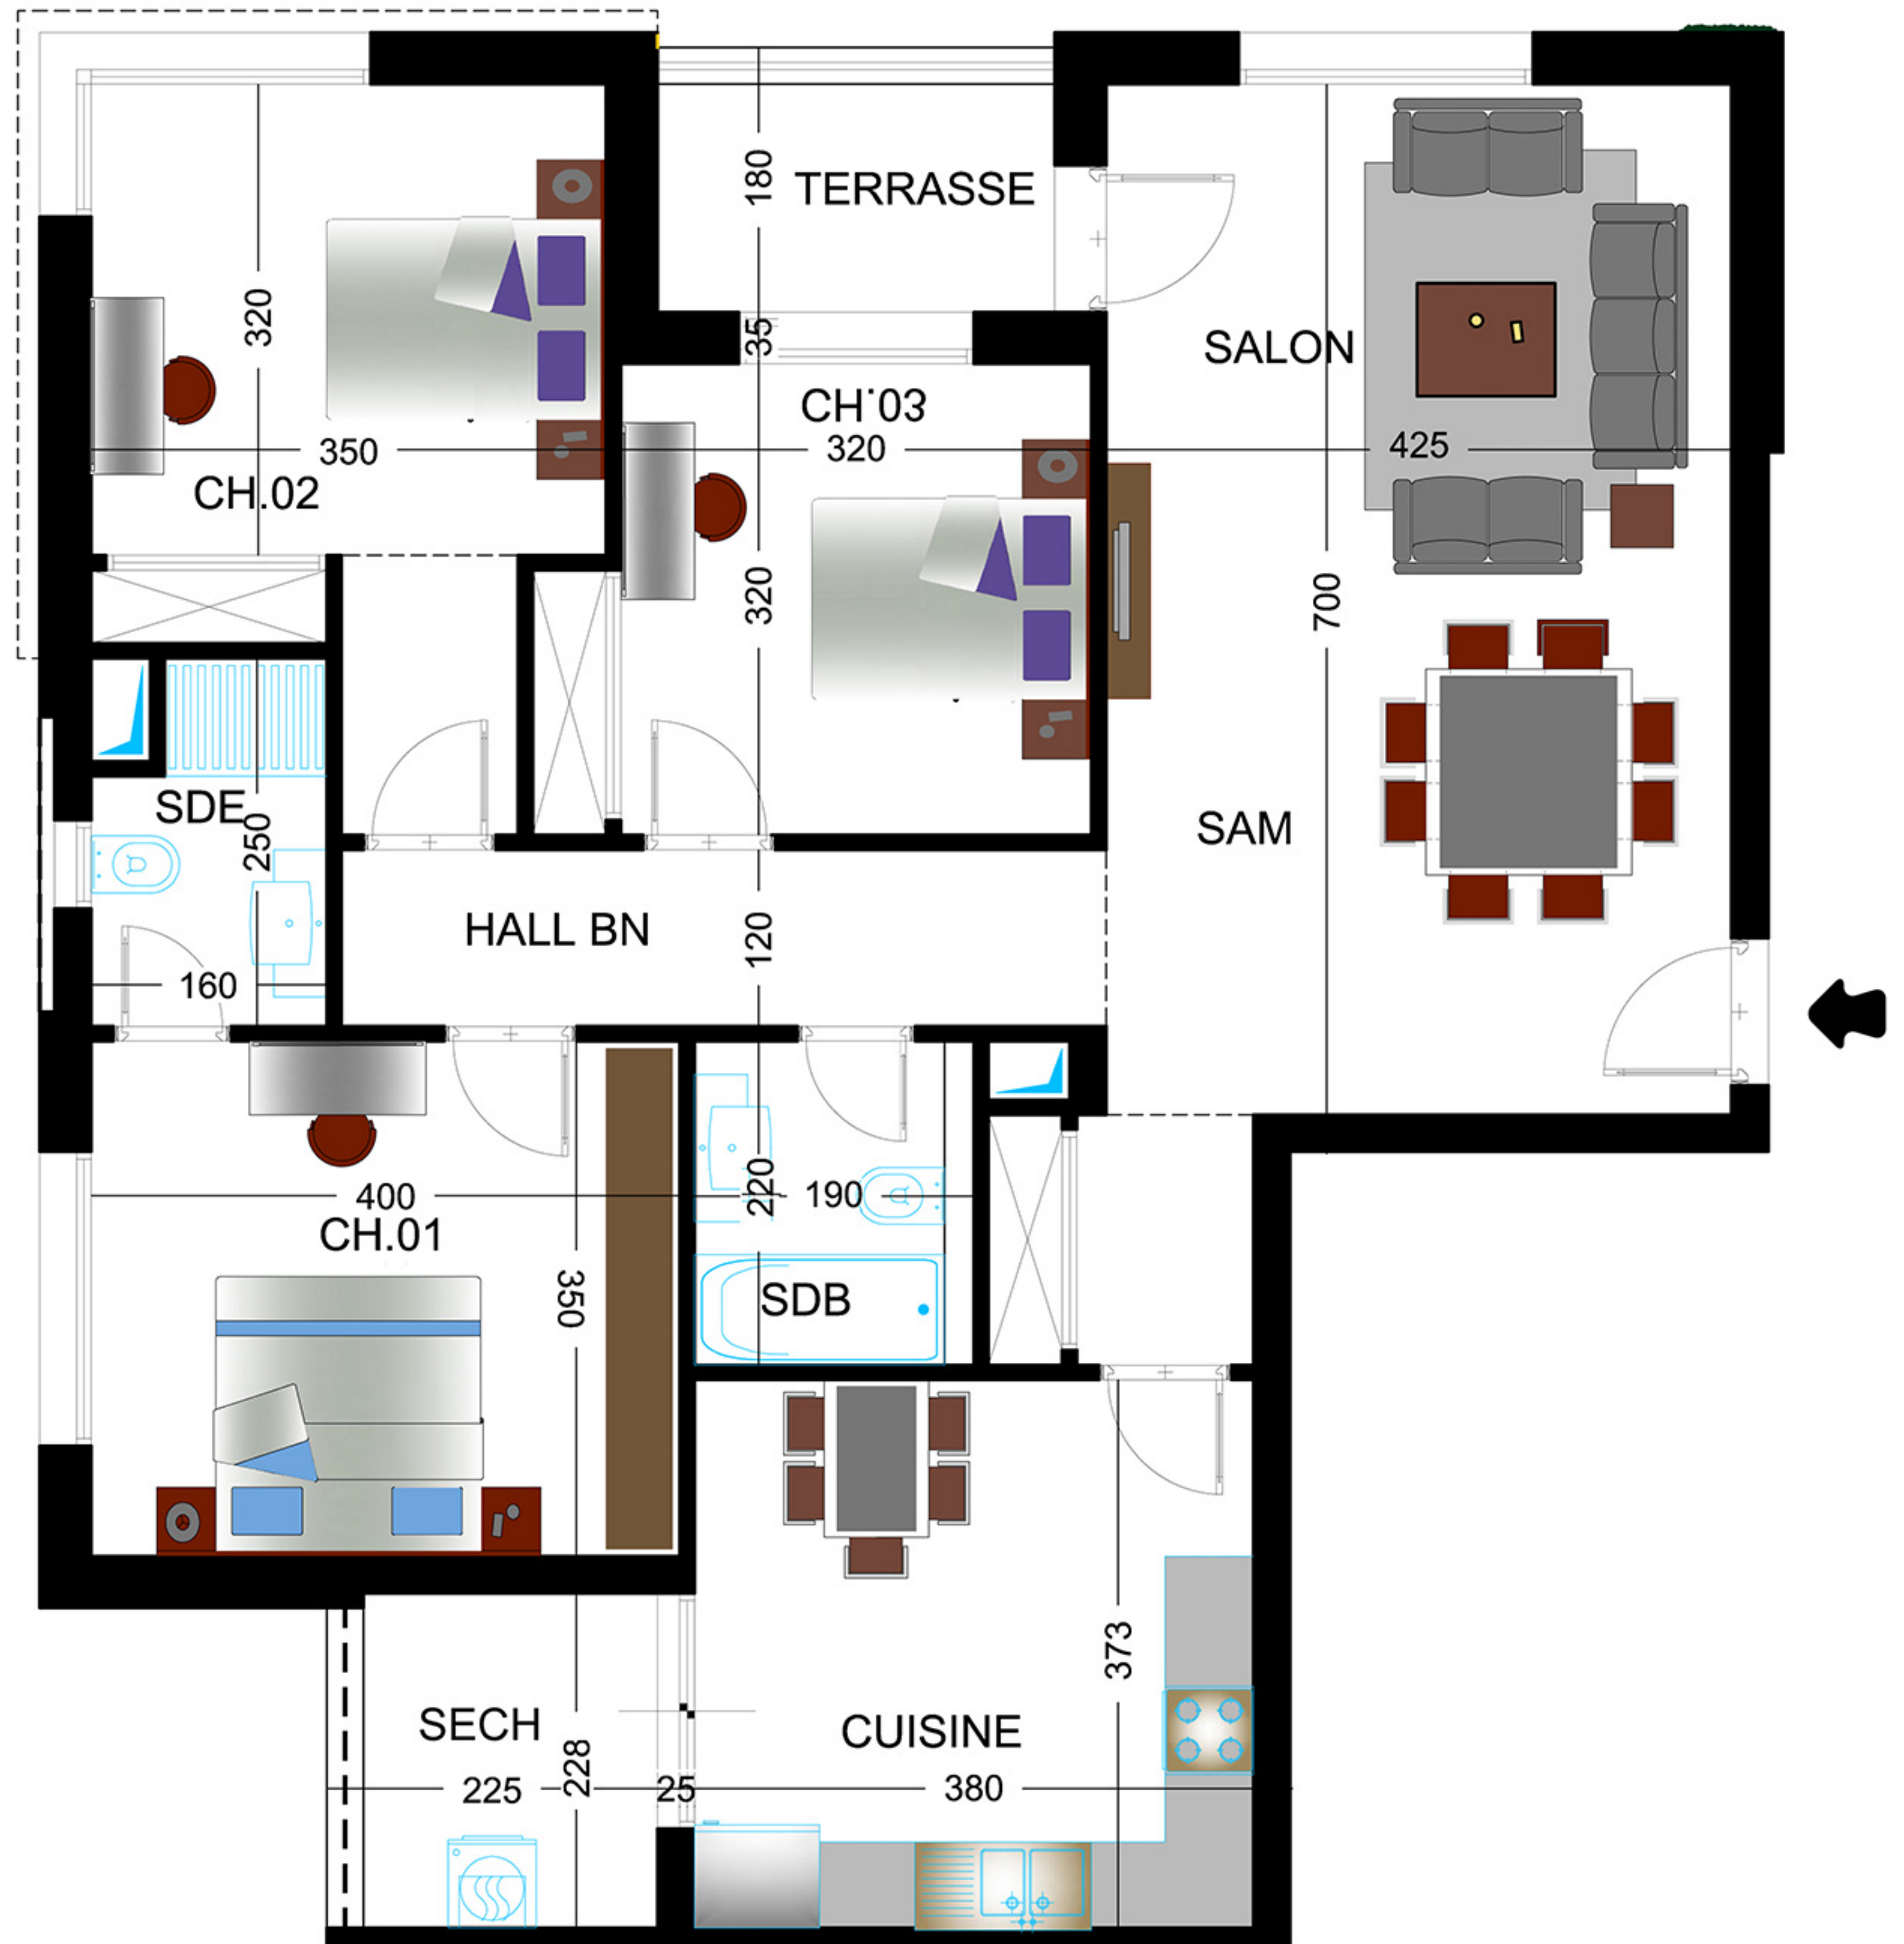 180
TERRASSE
320
35
SALON
CH.03
350
320
425
CH.02
320
700
SDE
250
SAM
HALL BN
120
160
400
220
190
CH.01
350
SDB
373
SECH
CUISINE
228
225
25
380